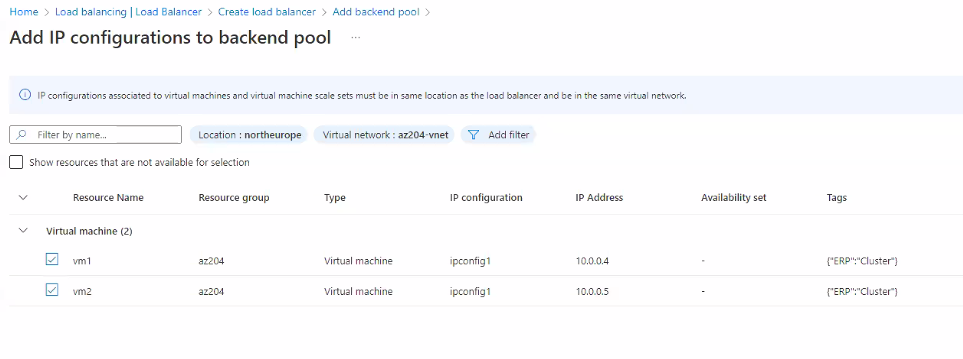 Home > Load balancing | Load Balancer > Create load balancer > Add backend pool >
Add IP configurations to backend pool ...
IP configurations associated to virtual machines and virtual machine scale sets must be in same location as the load balancer and be in the same virtual network.
Filter by name... Location : northeurope Virtual network : az204-vnet Add filter
Show resources that are not available for selection
Resource Name Resource group Type IP configuration IP Address Availability set Tags
Virtual machine (2)
vm1 az204 Virtual machine ipconfig1 10.0.0.4 - {"ERP":"Cluster"}
vm2 az204 Virtual machine ipconfig1 10.0.0.5 - {"ERP":"Cluster"}